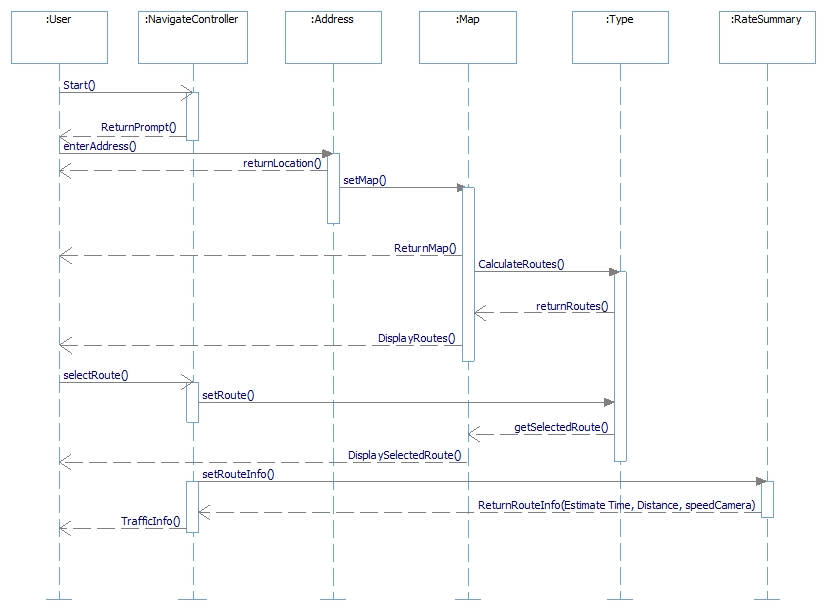 :User
:NavigateController
:Address
:Map
:Type
:RateSummary
Start()
ReturnPrompt()
enterAddress()
returnLocation()
setMap()
ReturnMap()
CalculateRoutes()
returnRoutes()
DisplayRoutes()
selectRoute()
setRoute()
getSelectedRoute()
DisplaySelectedRoute()
setRouteInfo()
ReturnRouteInfo(Estimate Time, Distance, speedCamera)
TrafficInfo()